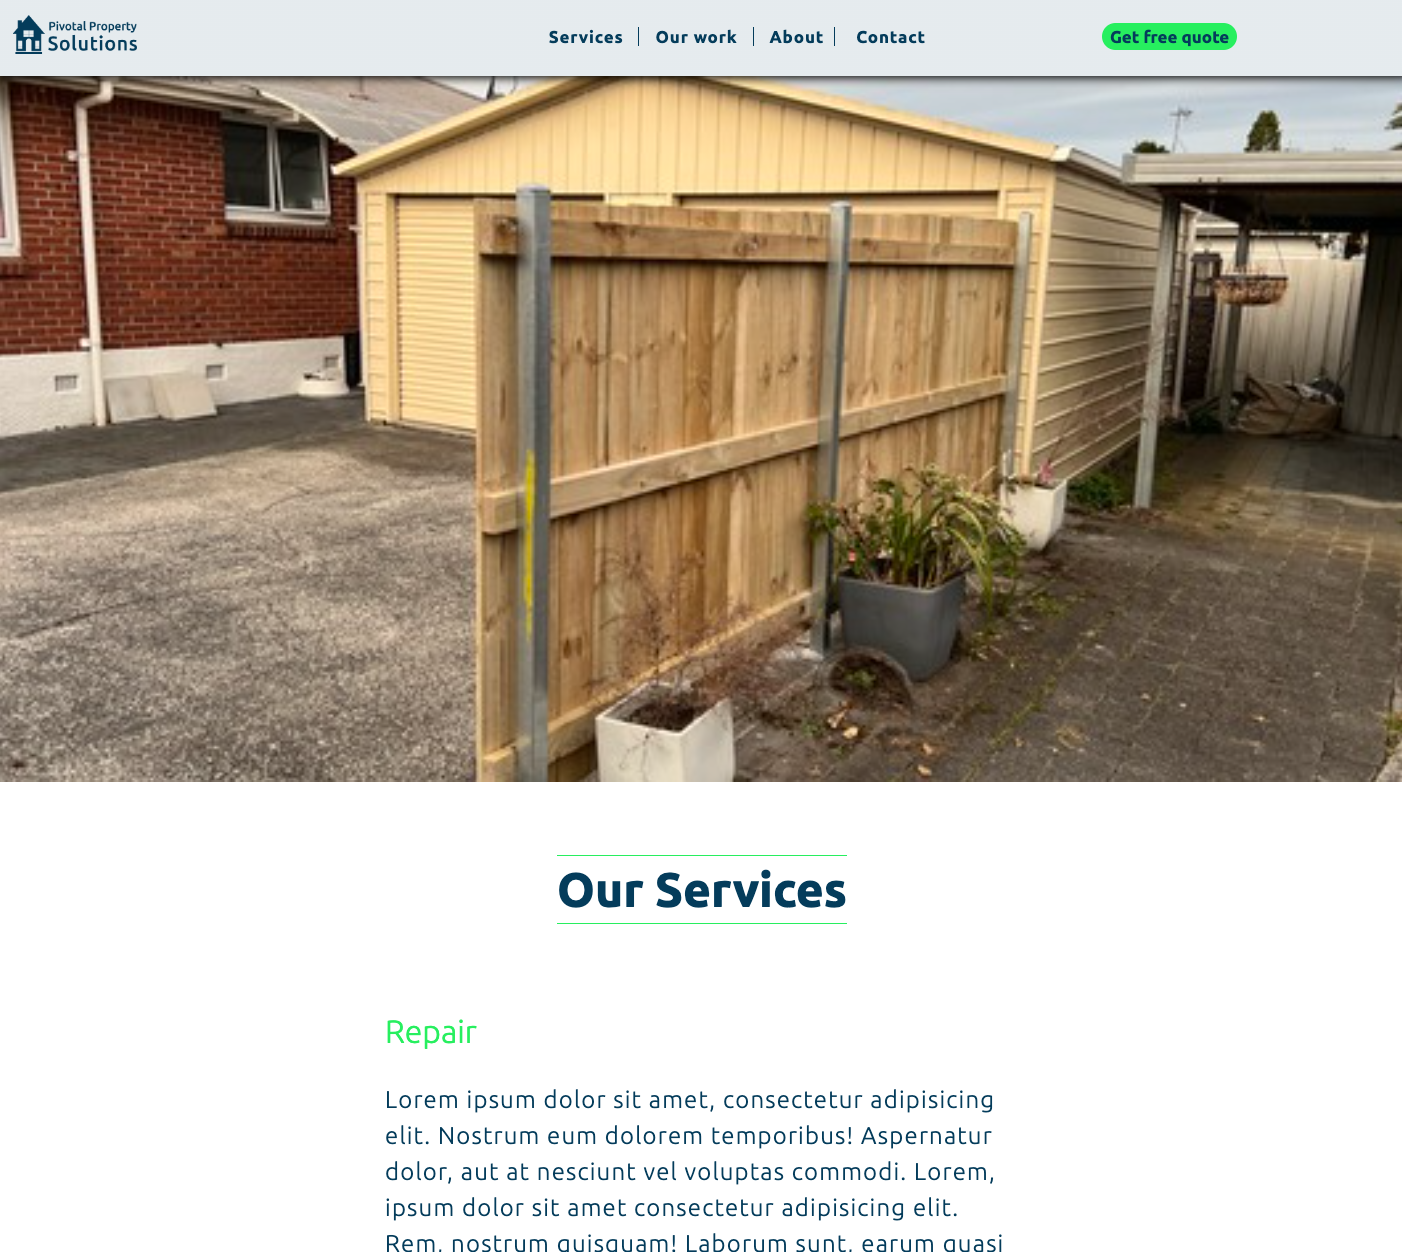 Pivotal Property
Solutions
Services
Our work
About
Contact
Get free quote
Our Services
Repair
Lorem ipsum dolor sit amet, consectetur adipisicing
elit. Nostrum eum dolorem temporibus! Aspernatur
dolor, aut at nesciunt vel voluptas commodi. Lorem,
ipsum dolor sit amet consectetur adipisicing elit.
Rem, nostrum quisquam! Laborum sunt, earum quasi